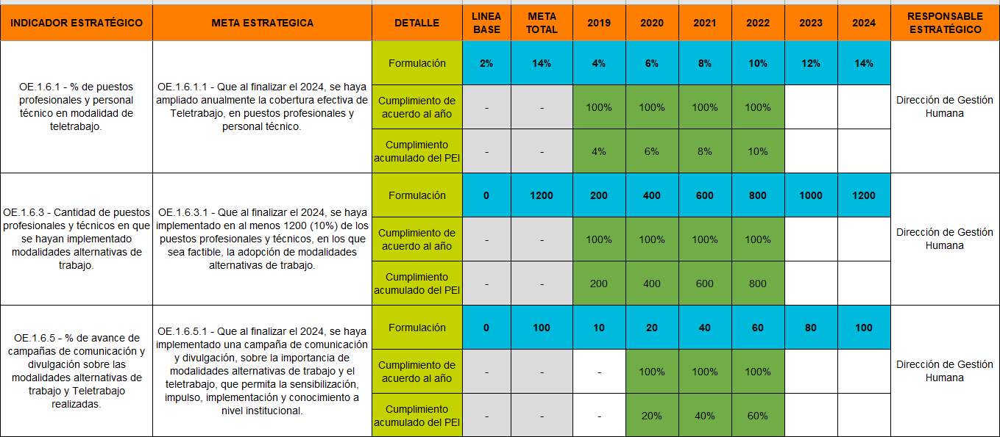 INDICADOR ESTRATÉGICO
META ESTRATEGICA
DETALLE
LINEA
BASE
META
TOTAL
2019
2020
2021
2022
2023
2024
RESPONSABLE
ESTRATÉGICO
OE.1.6.1 - % de puestos
profesionales y personal
técnico en modalidad de
teletrabajo.
OE.1.6.1.1 - Que al finalizar el 2024, se haya
ampliado anualmente la cobertura efectiva de
Teletrabajo, en puestos profesionales y
personal técnico.
Formulación
2%
14%
4%
6%
8%
10%
12%
14%
Cumplimiento de
acuerdo al año
-
-
100%
100%
100%
100%
Cumplimiento
acumulado del PEI
-
-
4%
6%
8%
10%
Dirección de Gestión
Humana
OE.1.6.3 - Cantidad de puestos
profesionales y técnicos en que
se hayan implementado
modalidades alternativas de
trabajo.
OE.1.6.3.1 - Que al finalizar el 2024, se haya
implementado en al menos 1200 (10%) de los
puestos profesionales y técnicos, en los que
sea factible, la adopción de modalidades
alternativas de trabajo.
Formulación
0
1200
200
400
600
800
1000
1200
Cumplimiento de
acuerdo al año
-
-
100%
100%
100%
100%
Cumplimiento
acumulado del PEI
-
-
200
400
600
800
Dirección de Gestión
Humana
OE.1.6.5 - % de avance de
campañas de comunicación y
divulgación sobre las
modalidades alternativas de
trabajo y Teletrabajo
realizadas.
OE.1.6.5.1 - Que al finalizar el 2024, se haya
implementado una campaña de comunicación
y divulgación, sobre la importancia de
modalidades alternativas de trabajo y el
teletrabajo, que permita la sensibilización,
impulso, implementación y conocimiento a
nivel institucional.
Formulación
0
100
10
20
40
60
80
100
Cumplimiento de
acuerdo al año
-
-
-
100%
100%
100%
Cumplimiento
acumulado del PEI
-
-
-
20%
40%
60%
Dirección de Gestión
Humana